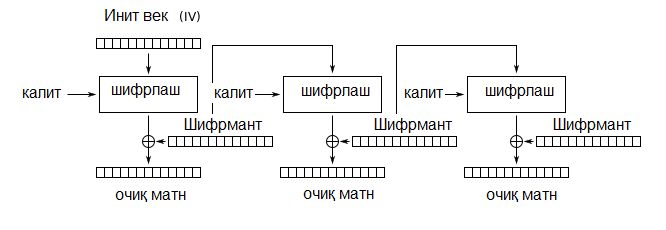 Инит век (IV)
калит шифрлаш калит шифрлаш калит шифрлаш
Шифрмант Шифрмант Шифрмант
очиқ матн очиқ матн очиқ матн